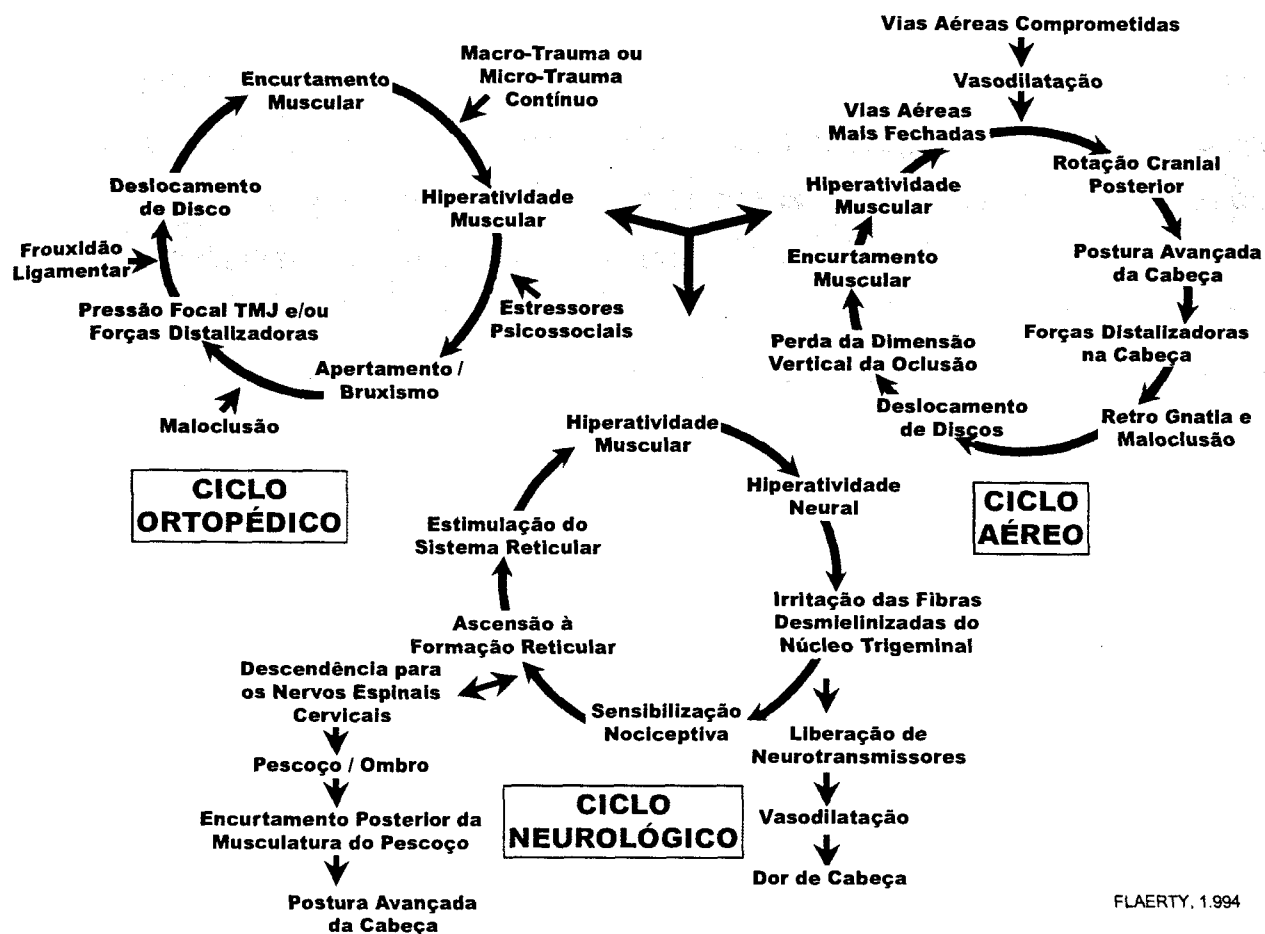 Encurtamento
Muscular
Macro-Trauma ou
Micro-Trauma
Contínuo
Hiperatividade
Muscular
Estressores
Psicossociais
Apertamento /
Bruxismo
Maloclusão
Pressão Focal TMJ e/ou
Forças Distalizadoras
Frouxidão
Ligamentar
Deslocamento
de Disco
CICLO
ORTOPÉDICO
Vias Aéreas Comprometidas
Vasodilatação
Vias Aéreas
Mais Fechadas
Rotação Cranial
Posterior
Postura Avançada
da Cabeça
Forças Distalizadoras
na Cabeça
Retro Gnatia e
Maloclusão
Deslocamento
de Discos
Perda da Dimensão
Vertical da Oclusão
Encurtamento
Muscular
Hiperatividade
Muscular
CICLO
AÉREO
Hiperatividade
Muscular
Hiperatividade
Neural
Irritação das Fibras
Desmielinizadas do
Núcleo Trigeminal
Liberação de
Neurotransmissores
Vasodilatação
Dor de Cabeça
Sensibilização
Nociceptiva
Ascensão à
Formação Reticular
Estimulação do
Sistema Reticular
Descendência para
os Nervos Espinais
Cervicais
Pescoço / Ombro
Encurtamento Posterior da
Musculatura do Pescoço
Postura Avançada
da Cabeça
CICLO
NEUROLÓGICO
FLAERTY, 1.994